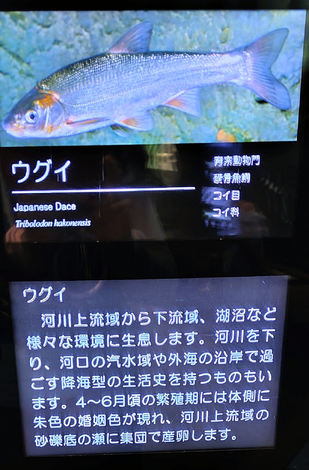 ウグイ
Japanese Dace
Tribolodon hakonensis
脊索動物門
硬骨魚綱
コイ目
コイ科
ウグイ
河川上流域から下流域、湖沼など
様々な環境に生息します。河川を下
り、河口の汽水域や外海の沿岸で過
ごす降海型の生活史を持つものもい
ます。4〜6月頃の繁殖期には体側に
朱色の婚姻色が現れ、河川上流域の
砂礫底の瀬に集団で産卵します。